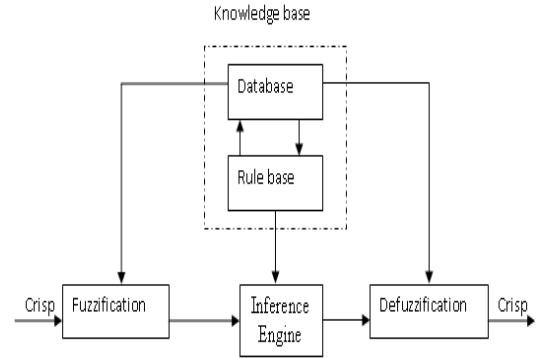 Knowledge base
Database
Rule base
Crisp
Fuzzification
Inference
Engine
Defuzzification
Crisp